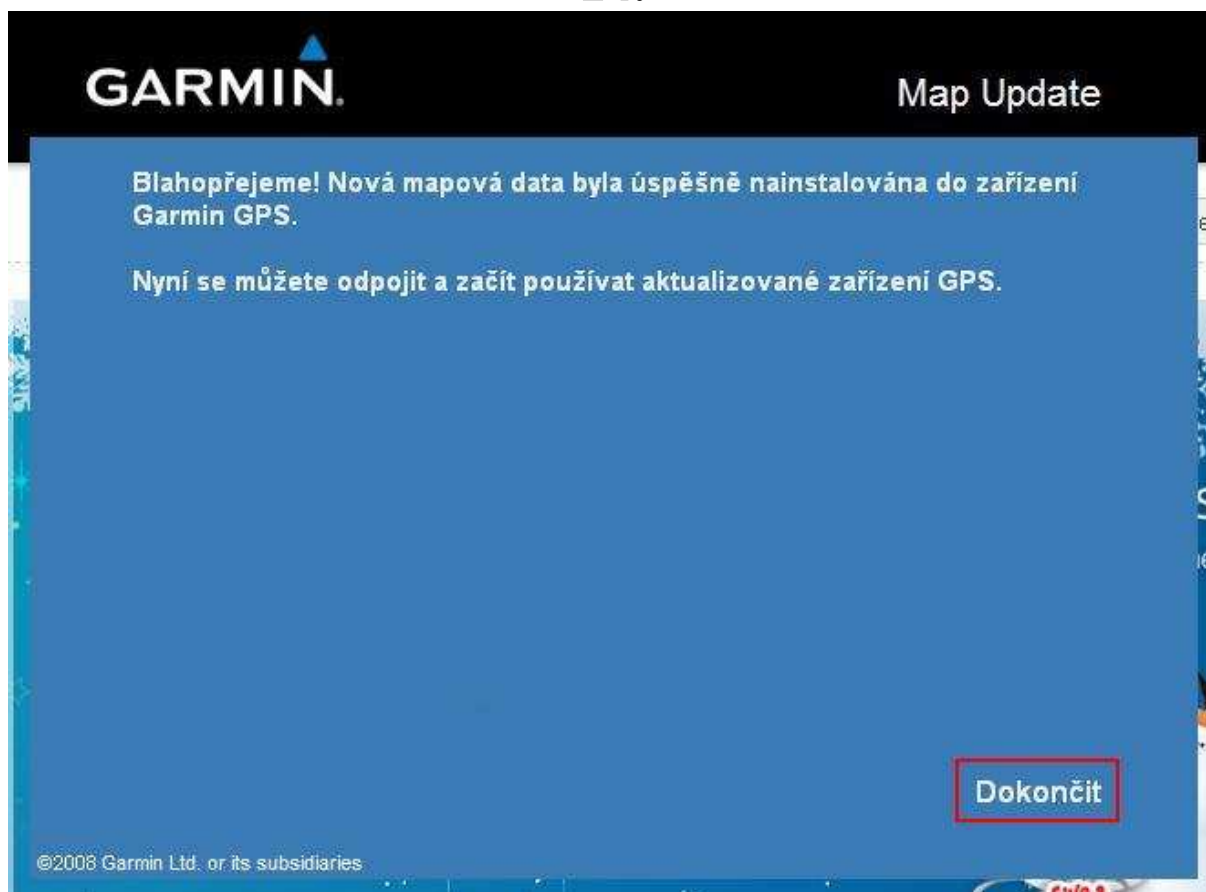 GARMIN.
Map Update
Blahopřejeme! Nová mapová data byla úspěšně nainstalována do zařízení
Garmin GPS.
Nyní se můžete odpojit a začít používat aktualizované zařízení GPS.
Dokončit
©2008 Garmin Ltd. or its subsidiaries